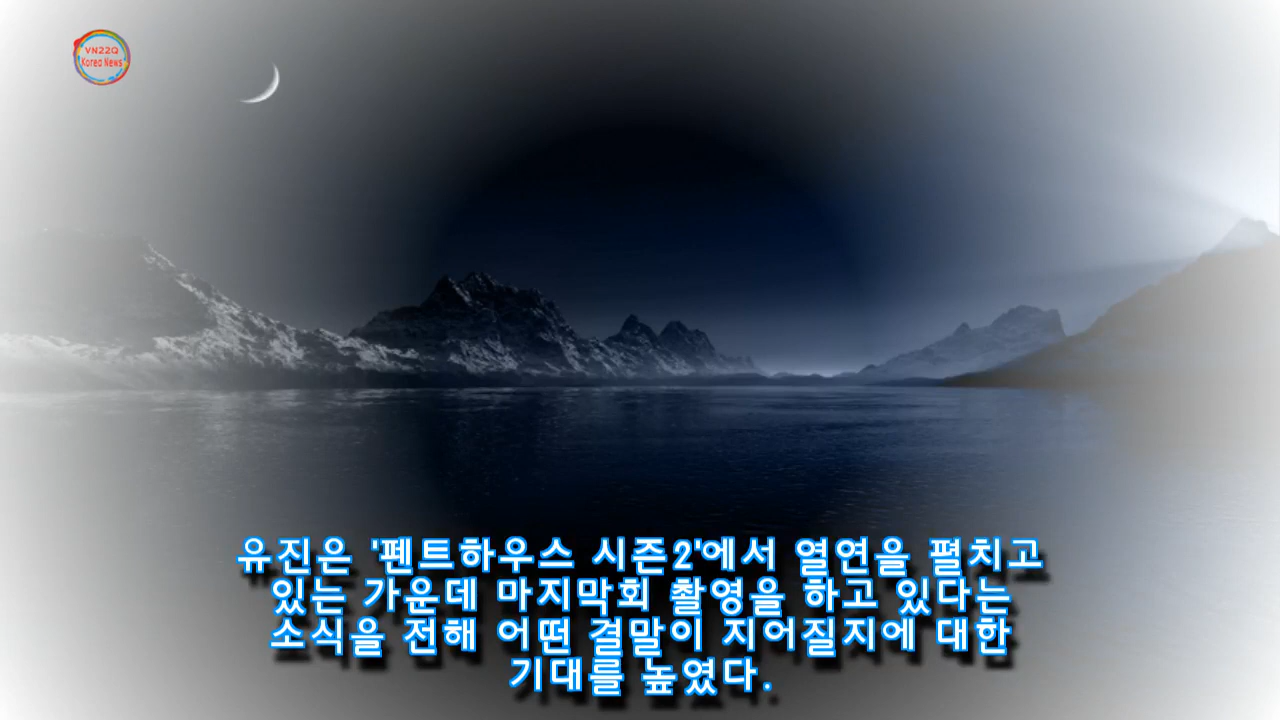 VN22Q
Korea News
유진은 '펜트하우스 시즌2'에서 열연을 펼치고
있는 가운데 마지막회 촬영을 하고 있다는
소식을 전해 어떤 결말이 지어질지에 대한
기대를 높였다.